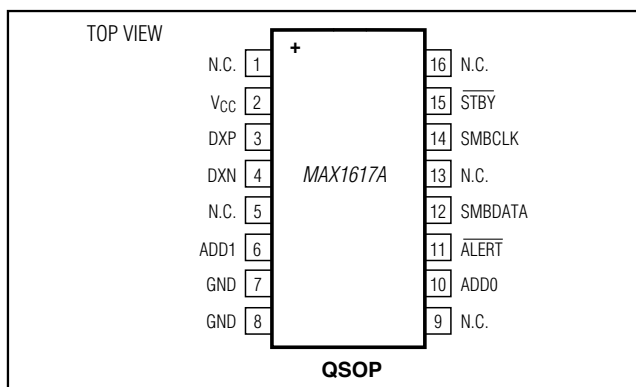 TOP VIEW
+
N.C. 1 16 N.C.
VCC 2 15 STBY
DXP 3 14 SMBCLK
DXN 4 MAX1617A 13 N.C.
N.C. 5 12 SMBDATA
ADD1 6 11 ALERT
GND 7 10 ADD0
GND 8 9 N.C.
QSOP